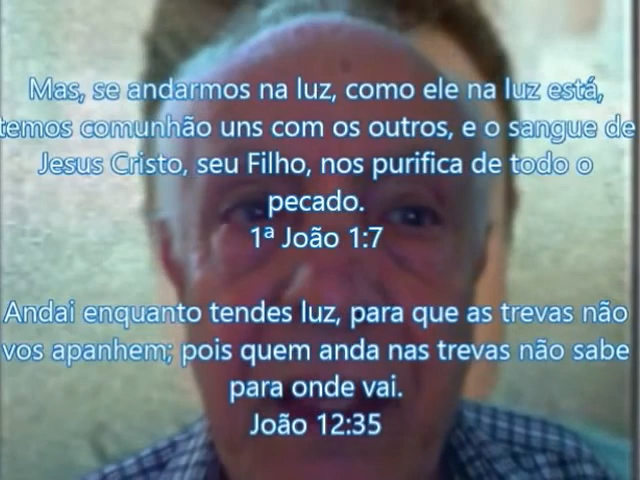 Mas, se andarmos na luz, como ele na luz está,
temos comunhão uns com os outros, e o sangue de
Jesus Cristo, seu Filho, nos purifica de todo o
pecado.
1ª João 1:7
Andai enquanto tendes luz, para que as trevas não
vos apanhem; pois quem anda nas trevas não sabe
para onde vai.
João 12:35